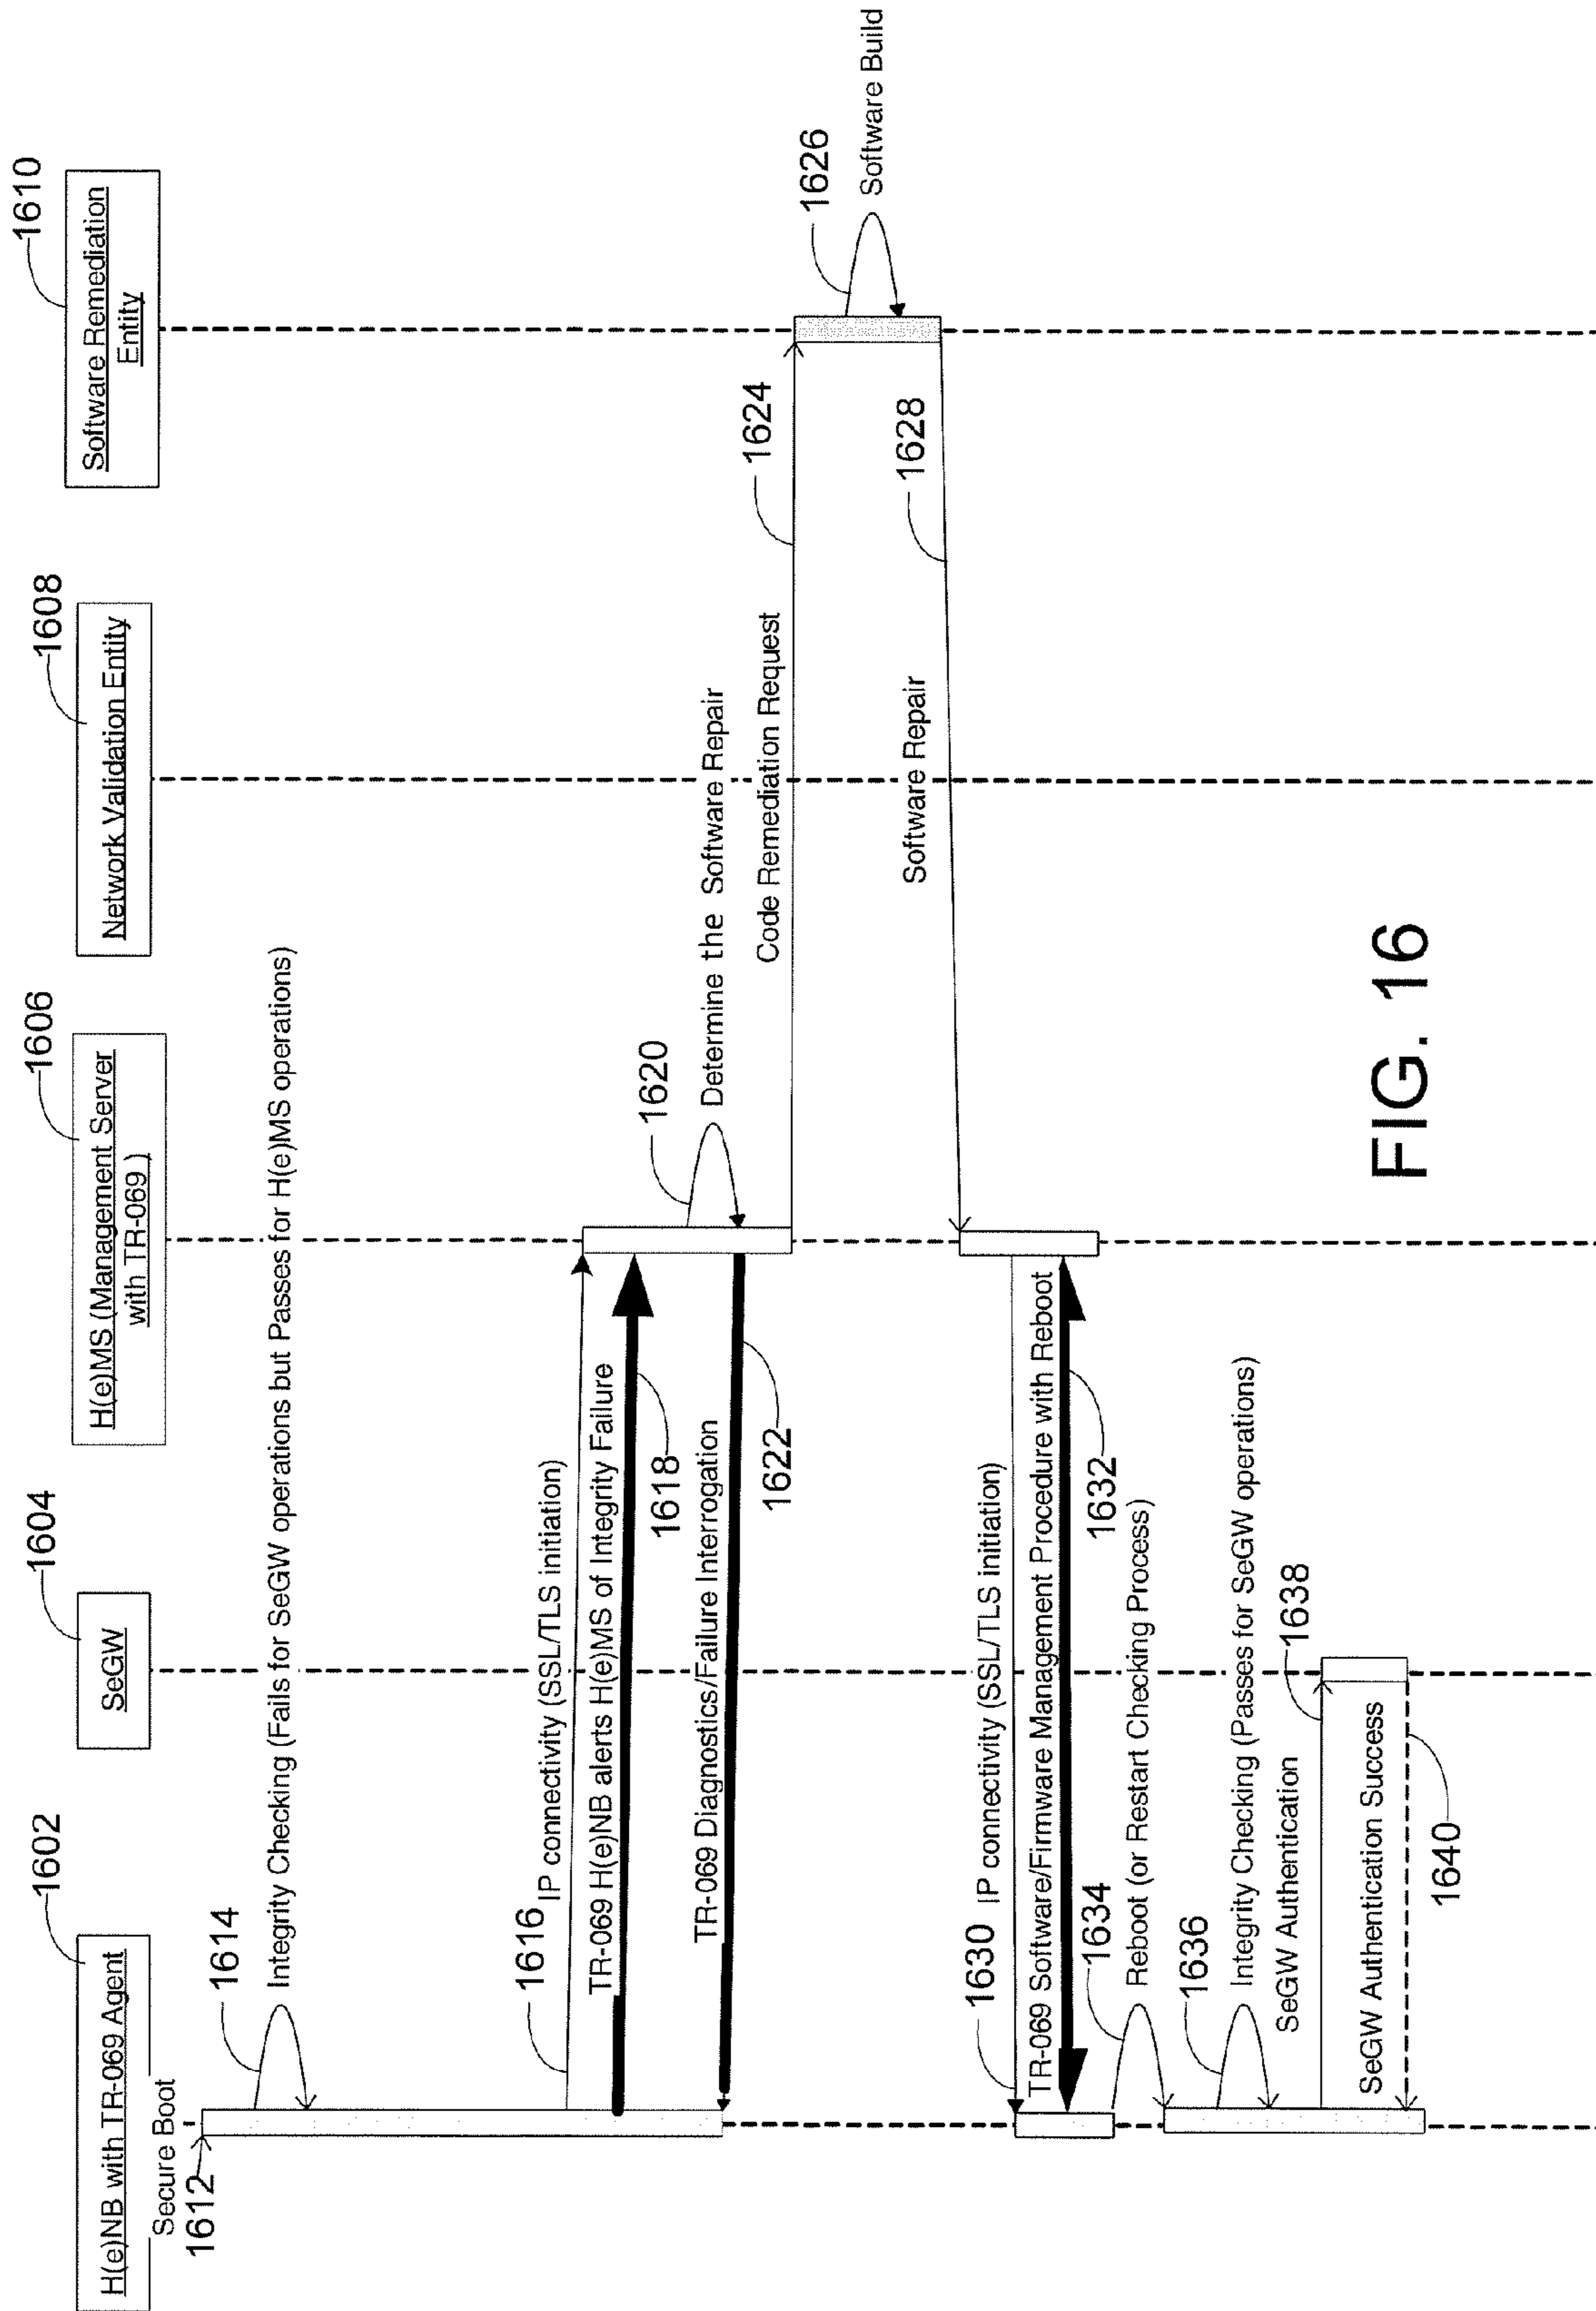 1602
H(e)NB with TR-069 Agent
1604
SeGW
1606
H(e)MS (Management Server
with TR-069 )
1608
Network Validation Entity
1610
Software Remediation
Entity
Secure Boot
1612
1614
Integrity Checking (Fails for SeGW operations but Passes for H(e)MS operations)
1616
IP connectivity (SSL/TLS initiation)
TR-069 H(e)NB alerts H(e)MS of Integrity Failure
1618
1620
Determine the Software Repair
TR-069 Diagnostics/Failure Interrogation
1622
Code Remediation Request
1624
1626
Software Build
Software Repair
1628
1630
IP connectivity (SSL/TLS initiation)
TR-069 Software/Firmware Management Procedure with Reboot
1632
1634
Reboot (or Restart Checking Process)
1636
Integrity Checking (Passes for SeGW operations)
SeGW Authentication
1638
SeGW Authentication Success
1640
FIG. 16